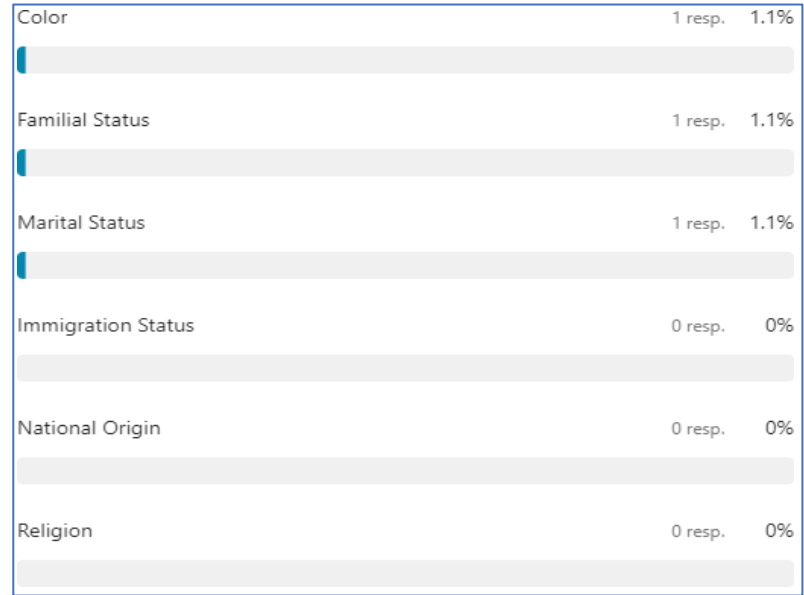 Color 1 resp. 1.1%
Familial Status 1 resp. 1.1%
Marital Status 1 resp. 1.1%
Immigration Status 0 resp. 0%
National Origin 0 resp. 0%
Religion 0 resp. 0%